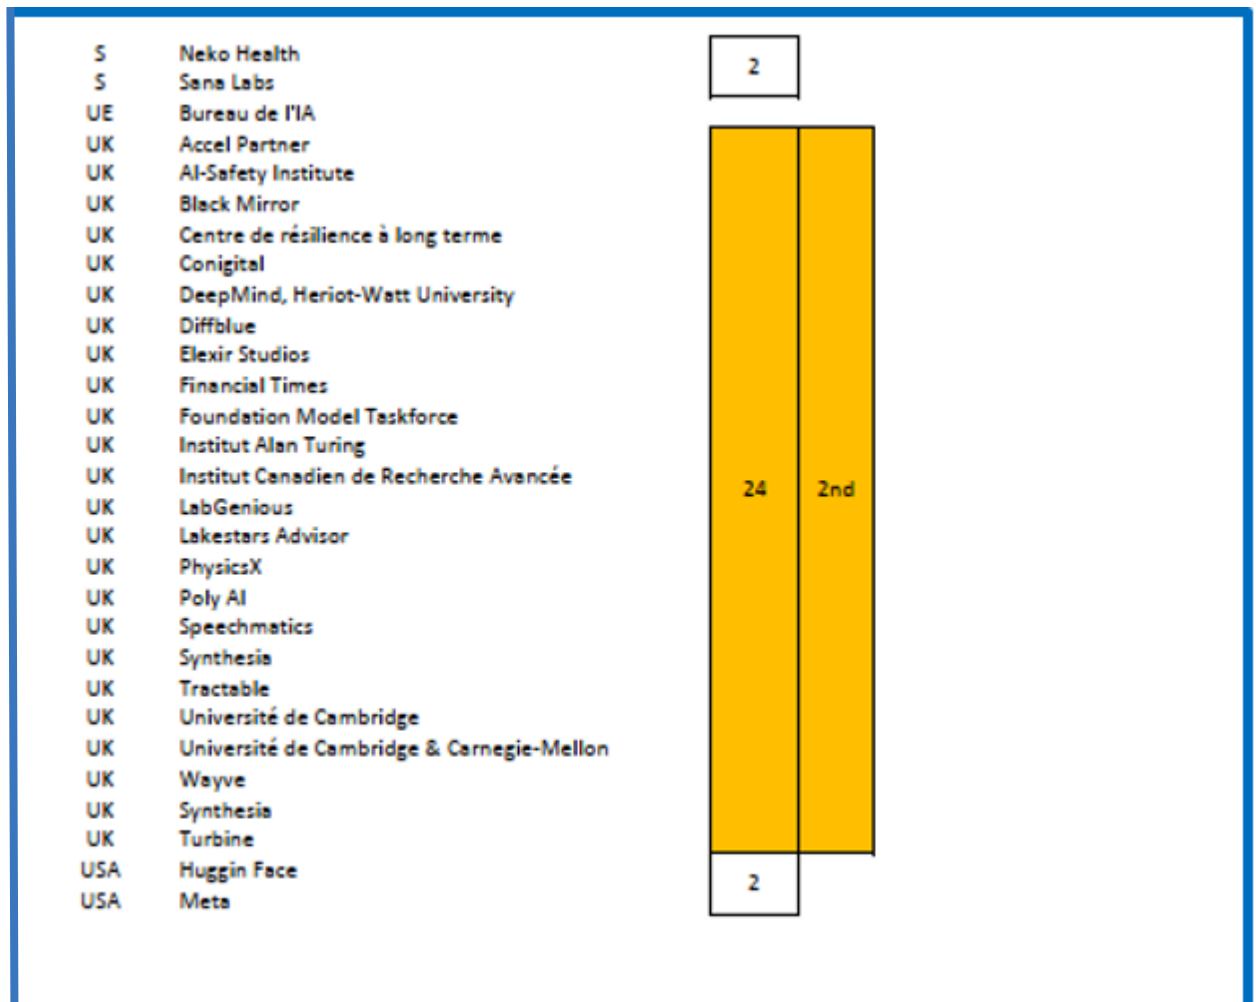 S Neko Health
2
S Sana Labs
UE Bureau de l'IA
UK Accel Partner
UK AI-Safety Institute
UK Black Mirror
UK Centre de résilience à long terme
UK Conigital
UK DeepMind, Heriot-Watt University
UK Diffblue
UK Elexir Studios
UK Financial Times
UK Foundation Model Taskforce
UK Institut Alan Turing
UK Institut Canadien de Recherche Avancée
24 2nd
UK LabGenious
UK Lakestars Advisor
UK PhysicsX
UK Poly AI
UK Speechmatics
UK Synthesia
UK Tractable
UK Université de Cambridge
UK Université de Cambridge & Carnegie-Mellon
UK Wayve
UK Synthesia
UK Turbine
USA Huggin Face
2
USA Meta